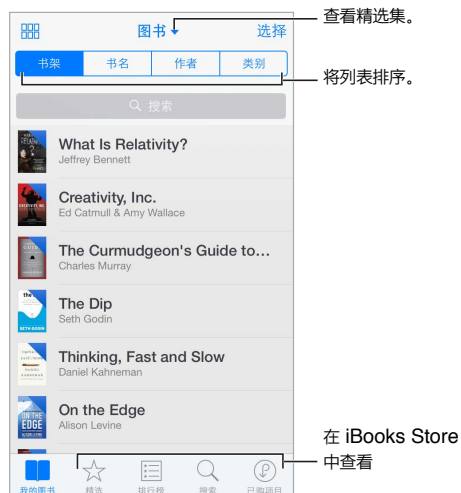 图书 选择
查看精选集。
书架 书名 作者 类别
将列表排序。
搜索
What Is Relativity?
Jeffrey Bennett
Creativity, Inc.
Ed Catmull & Amy Wallace
The Curmudgeon's Guide to…
Charles Murray
The Dip
Seth Godin
Thinking, Fast and Slow
Daniel Kahneman
On the Edge
Alison Levine
在 iBooks Store
中查看
我的图书 精选 排行榜 搜索 已购项目